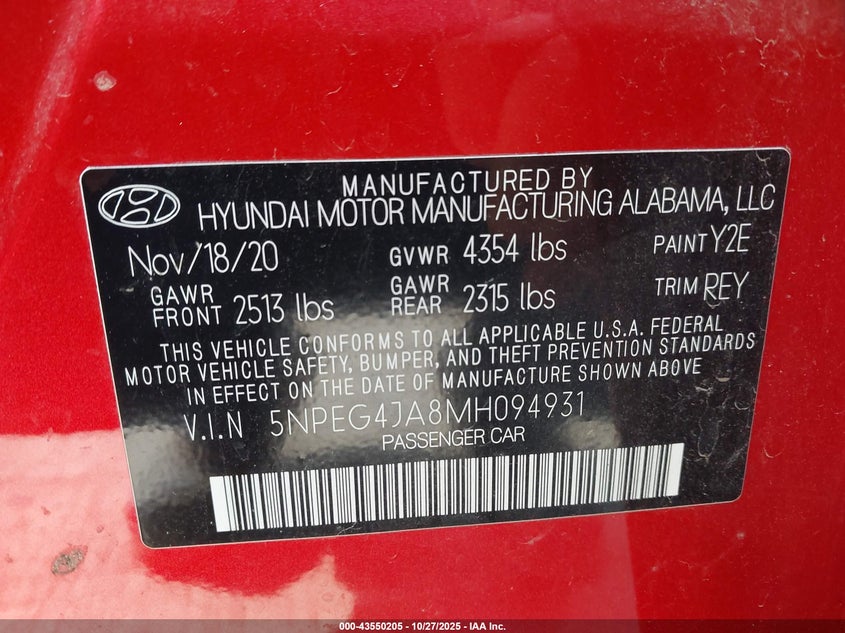 MANUFACTURED BY
HYUNDAI MOTOR MANUFACTURING ALABAMA, LLC
Nov/18/20 GVWR 4354 lbs PAINT Y2E
GAWR FRONT 2513 lbs GAWR REAR 2315 lbs TRIM REY
THIS VEHICLE CONFORMS TO ALL APPLICABLE U.S.A. FEDERAL
MOTOR VEHICLE SAFETY, BUMPER, AND THEFT PREVENTION STANDARDS
IN EFFECT ON THE DATE OF MANUFACTURE SHOWN ABOVE
V.I.N 5NPEG4JA8MH094931
PASSENGER CAR
000-43550205 - 10/27/2025 - IAA Inc.